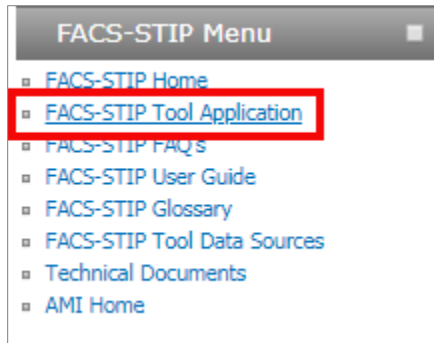 FACS-STIP Menu
FACS-STIP Home
FACS-STIP Tool Application
FACS-STIP FAQ's
FACS-STIP User Guide
FACS-STIP Glossary
FACS-STIP Tool Data Sources
Technical Documents
AMI Home